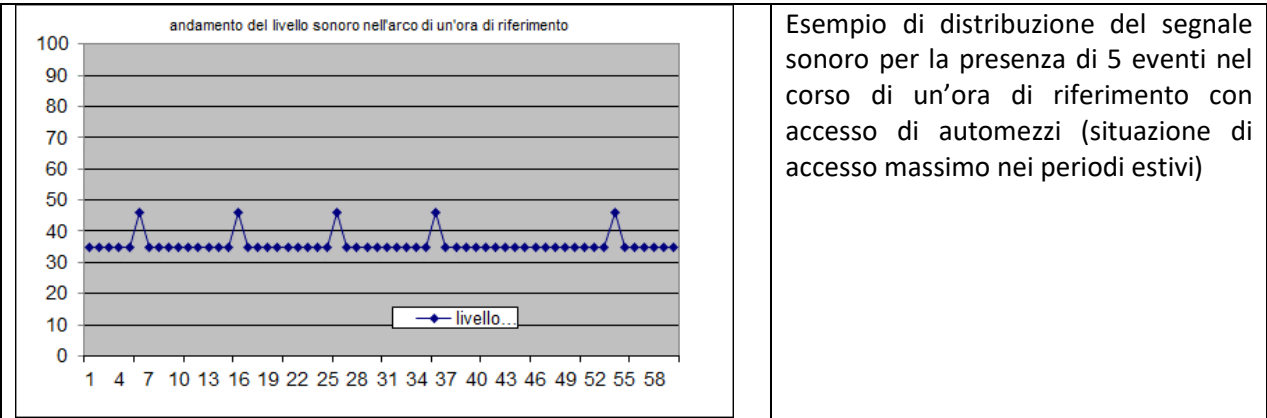 andamento del livello sonoro nell'arco di un'ora di riferimento
100
90
80
70
60
50
40
30
20
10
0
livello...
1 4 7 10 13 16 19 22 25 28 31 34 37 40 43 46 49 52 55 58
Esempio di distribuzione del segnale
sonoro per la presenza di 5 eventi nel
corso di un’ora di riferimento con
accesso di automezzi (situazione di
accesso massimo nei periodi estivi)